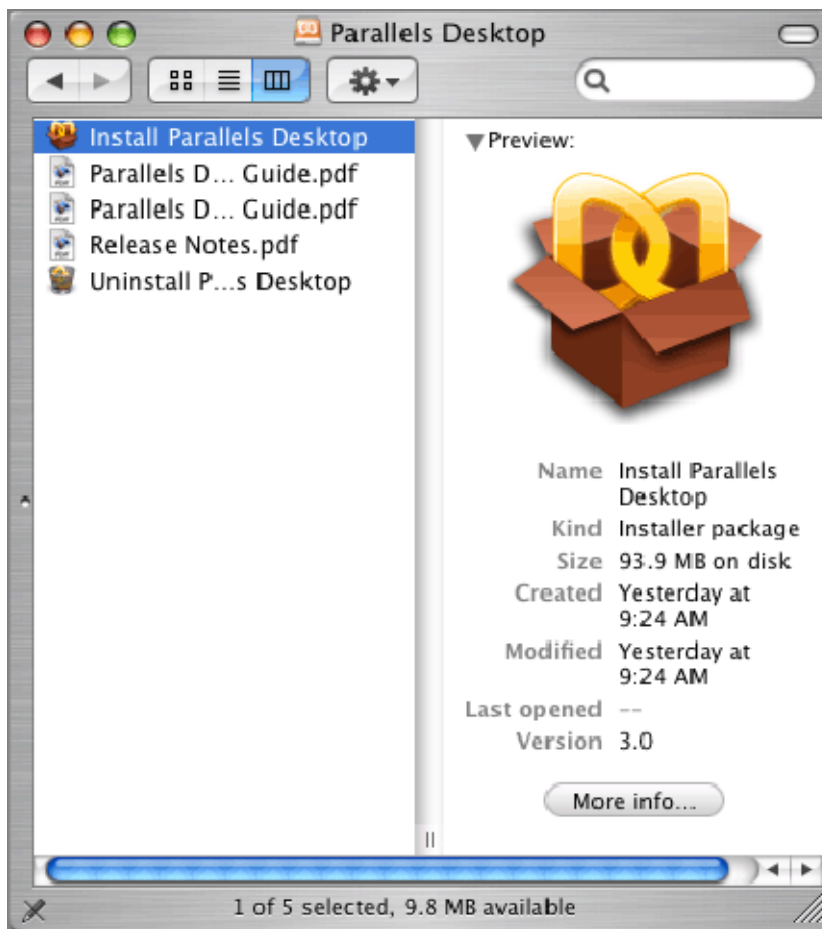 Parallels Desktop
Install Parallels Desktop
Parallels D... Guide.pdf
Parallels D... Guide.pdf
Release Notes.pdf
Uninstall P...s Desktop
Preview:
Name Install Parallels
Desktop
Kind Installer package
Size 93.9 MB on disk
Created Yesterday at
9:24 AM
Modified Yesterday at
9:24 AM
Last opened --
Version 3.0
More info...
1 of 5 selected, 9.8 MB available